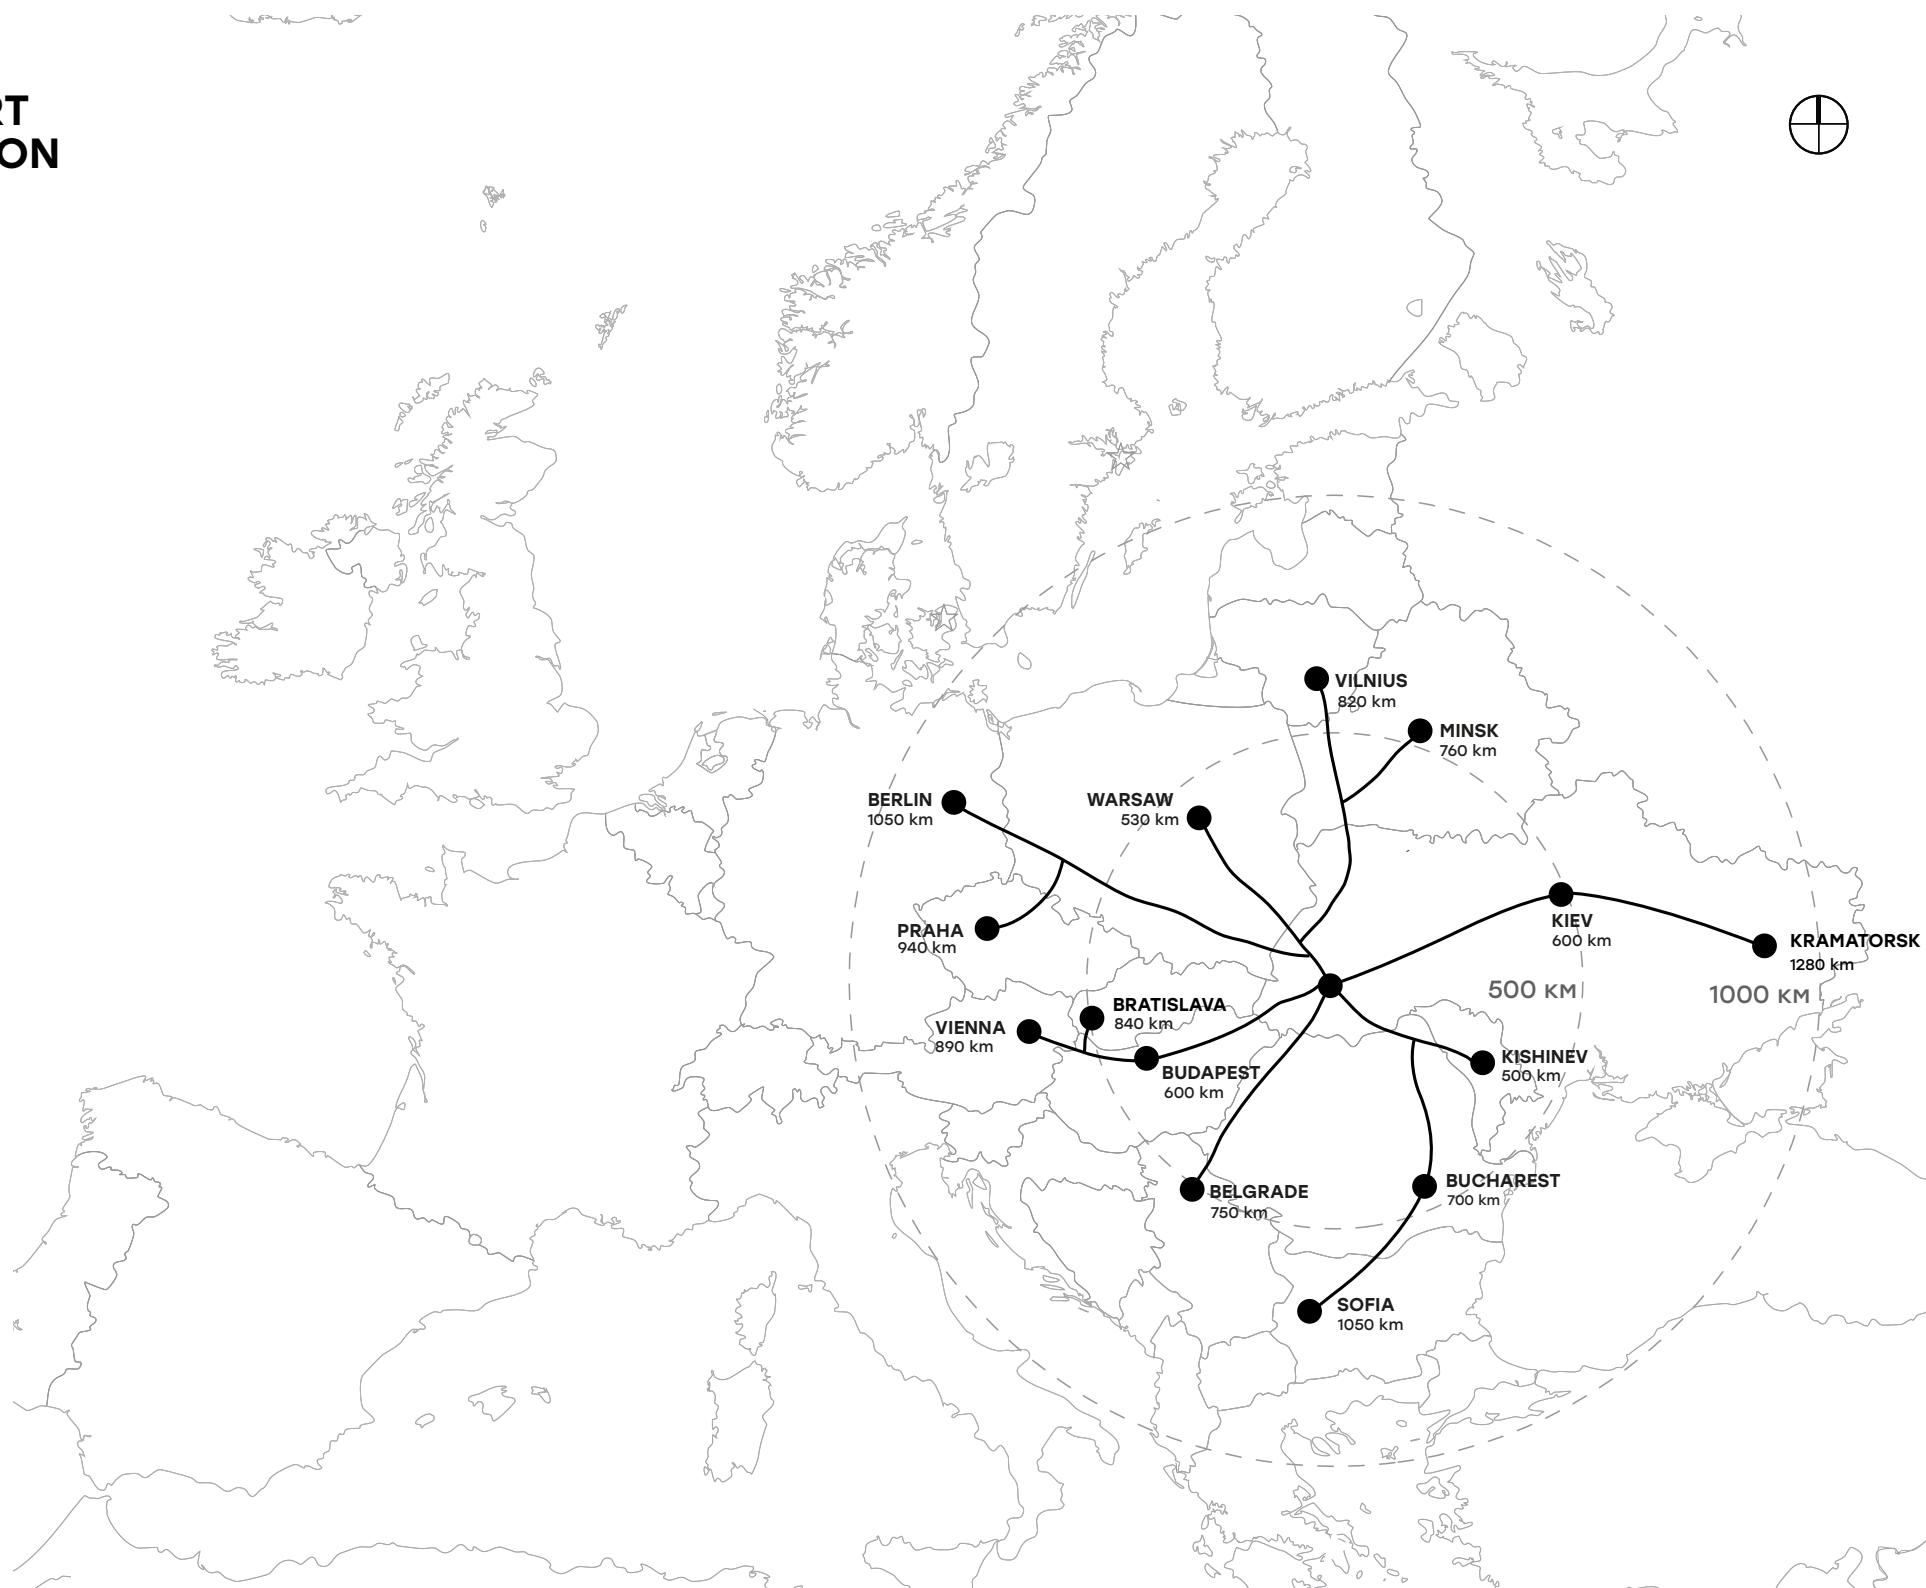 RT
ON
VILNIUS
820 km
MINSK
760 km
BERLIN
1050 km
WARSAW
530 km
PRAHA
940 km
KIEV
600 km
KRAMATORSK
1280 km
500 км
1000 км
BRATISLAVA
840 km
VIENNA
890 km
BUDAPEST
600 km
KISHINEV
500 km
BELGRADE
750 km
BUCHAREST
700 km
SOFIA
1050 km